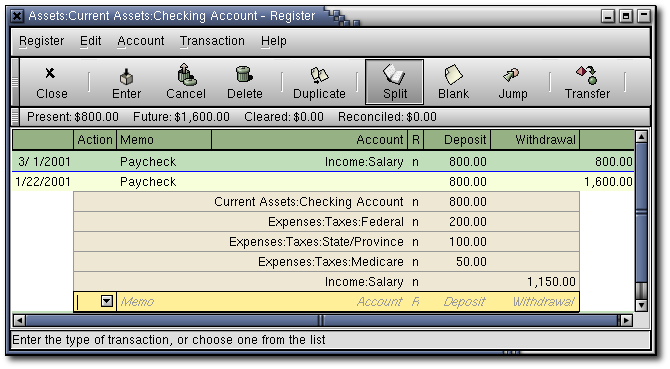 Assets:Current Assets:Checking Account - Register
Register Edit Account Transaction Help
Close Enter Cancel Delete Duplicate Split Blank Jump Transfer
Present: $800.00 Future: $1,600.00 Cleared: $0.00 Reconciled: $0.00
Action Memo Account R Deposit Withdrawal
3/ 1/2001 Paycheck Income:Salary n 800.00 800.00
1/22/2001 Paycheck 800.00 1,600.00
Current Assets:Checking Account n 800.00
Expenses:Taxes:Federal n 200.00
Expenses:Taxes:State/Province n 100.00
Expenses:Taxes:Medicare n 50.00
Income:Salary n 1,150.00
Memo Account R Deposit Withdrawal
Enter the type of transaction, or choose one from the list